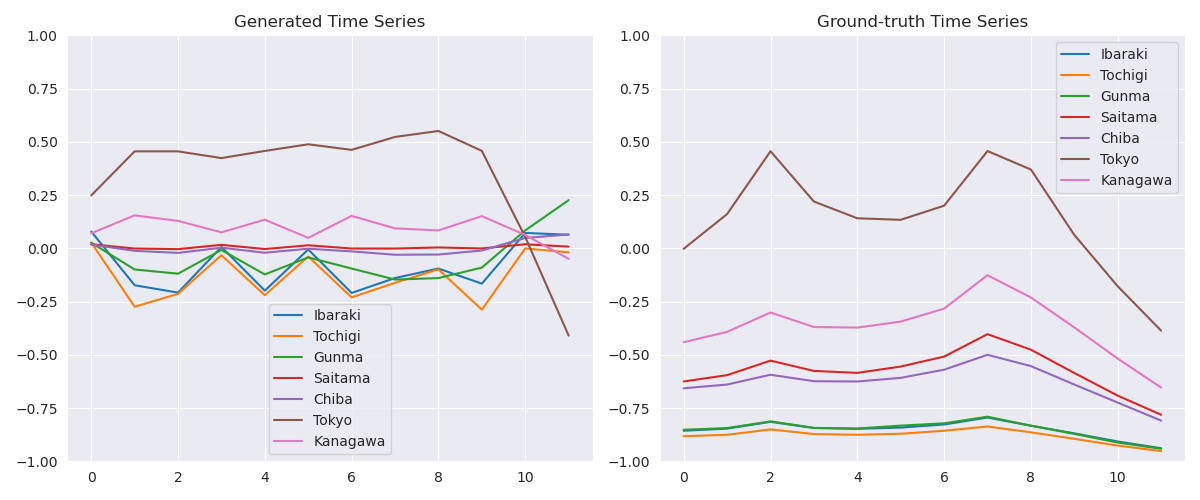 Generated Time Series
1.00
0.75
0.50
0.25
0.00
−0.25
−0.50
−0.75
−1.00
0 2 4 6 8 10
Ibaraki
Tochigi
Gunma
Saitama
Chiba
Tokyo
Kanagawa
Ground-truth Time Series
1.00
0.75
0.50
0.25
0.00
−0.25
−0.50
−0.75
−1.00
0 2 4 6 8 10
Ibaraki
Tochigi
Gunma
Saitama
Chiba
Tokyo
Kanagawa